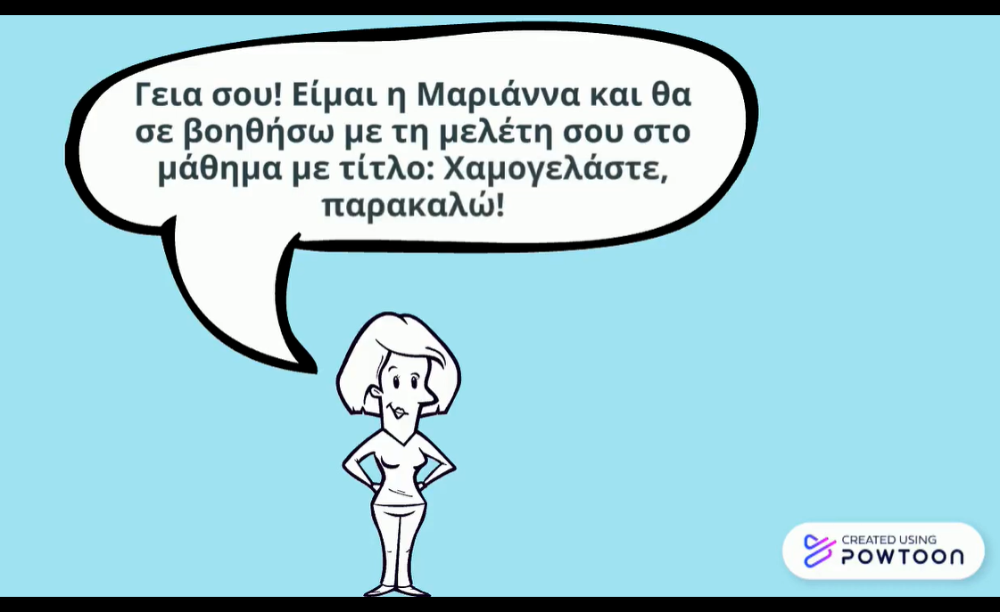 Γεια σου! Είμαι η Μαριάννα και θα
σε βοηθήσω με τη μελέτη σου στο
μάθημα με τίτλο: Χαμογελάστε,
παρακαλώ!
CREATED USING
POWTOON